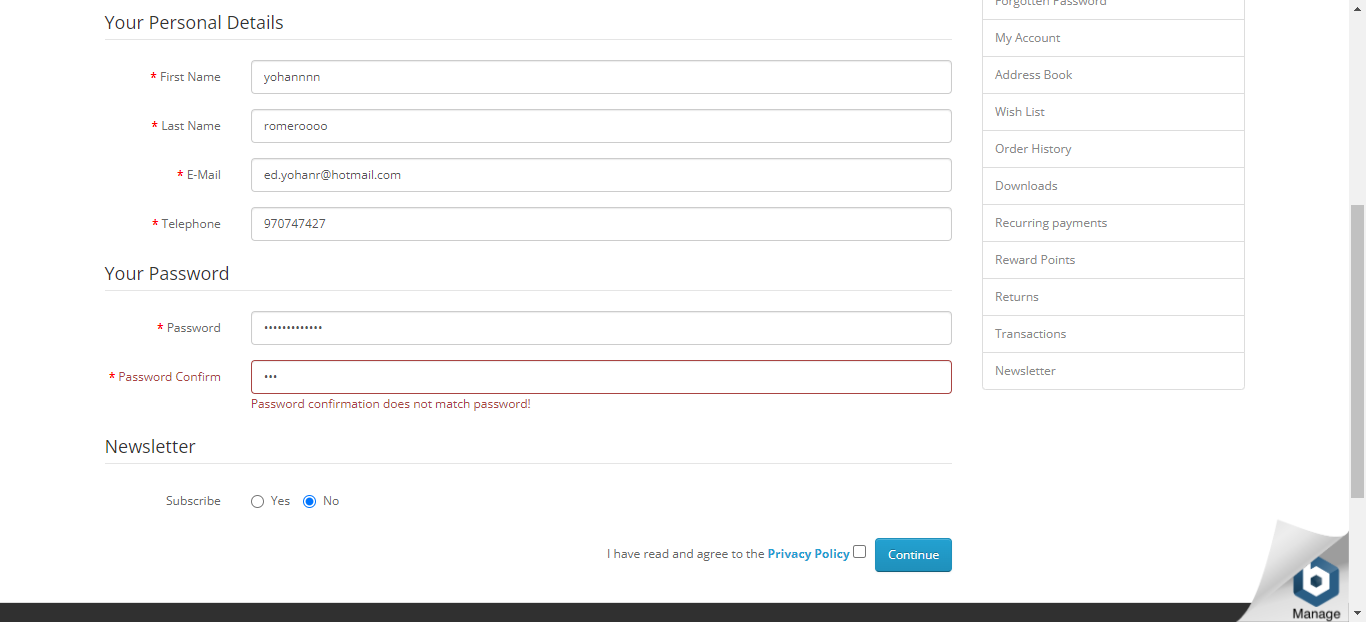 Your Personal Details
* First Name
yohannnn
* Last Name
romeroooo
* E-Mail
ed.yohanr@hotmail.com
* Telephone
970747427
Your Password
* Password
•••••••••••••
* Password Confirm
•••
Password confirmation does not match password!
Newsletter
Subscribe
Yes
No
I have read and agree to the Privacy Policy
Continue
Forgotten Password
My Account
Address Book
Wish List
Order History
Downloads
Recurring payments
Reward Points
Returns
Transactions
Newsletter
Manage